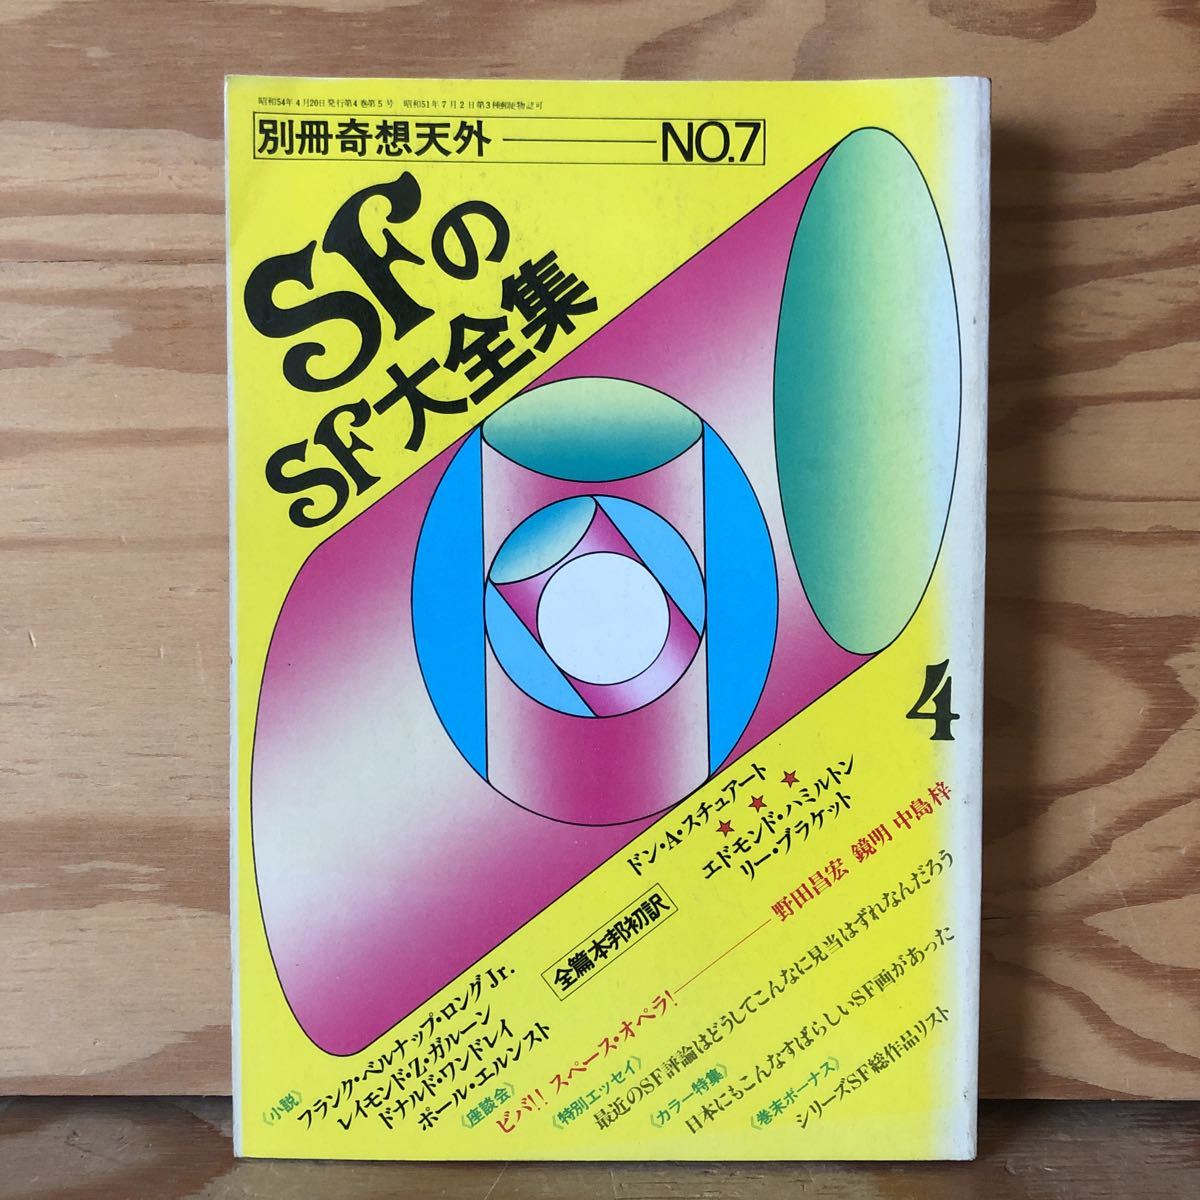 昭和54年4月20日発行第4巻第5号 昭和51年7月2日第3種郵便物認可
別冊奇想天外 NO.7
SFの
SF大全集
4
《小説》
フランク・ベルナップ・ロングJr.
レイモンド・Z・ガルーン
ドナルド・ワンドレイ
ポール・エルンスト
ドン・A・スチュアート
★★★
エドモンド・ハミルトン
リー・ブラケット
全篇本邦初訳
《座談会》
ビバ!! スペース・オペラ!――野田昌宏 鏡明 中島梓
《特別エッセイ》
最近のSF評論はどうしてこんなに見当はずれなんだろう
《カラー特集》
日本にもこんなすばらしいSF画があった
《巻末ボーナス》
シリーズSF総作品リスト